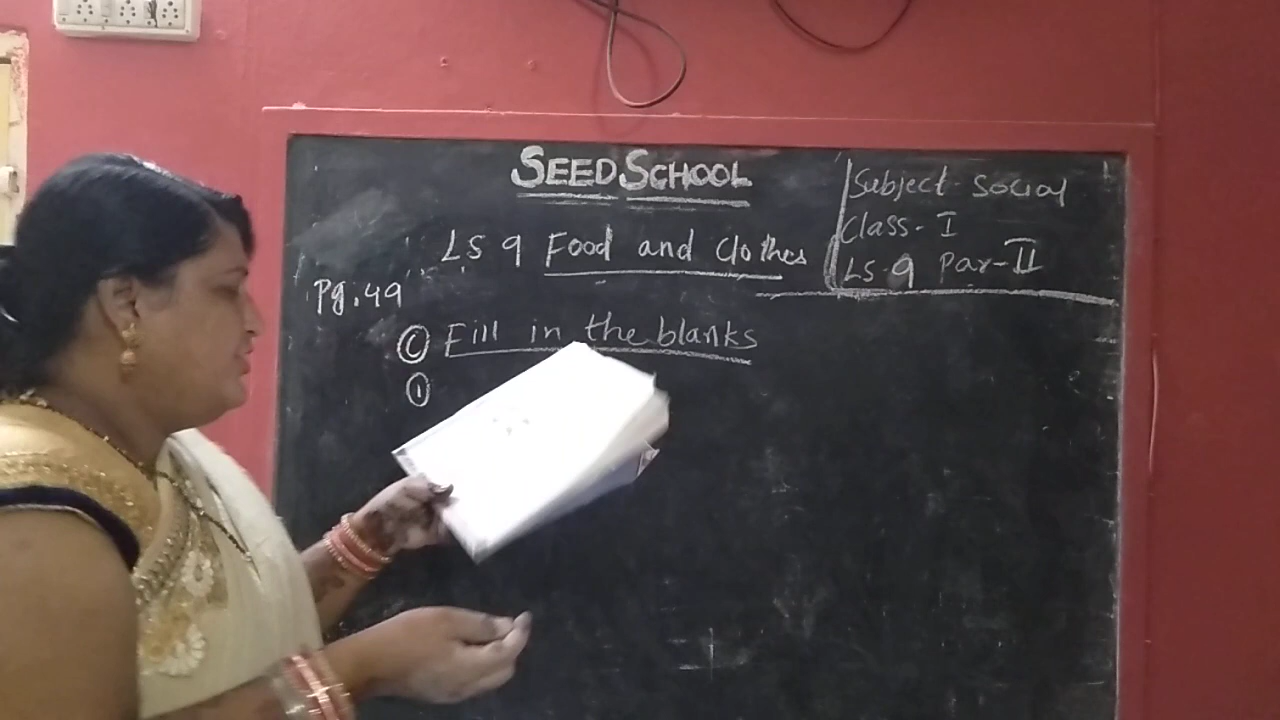 SEED SCHOOL
Subject- Social
Class- I
LS-9 Par-II
LS 9 Food and Clothes
Pg.49
C Fill in the blanks
1